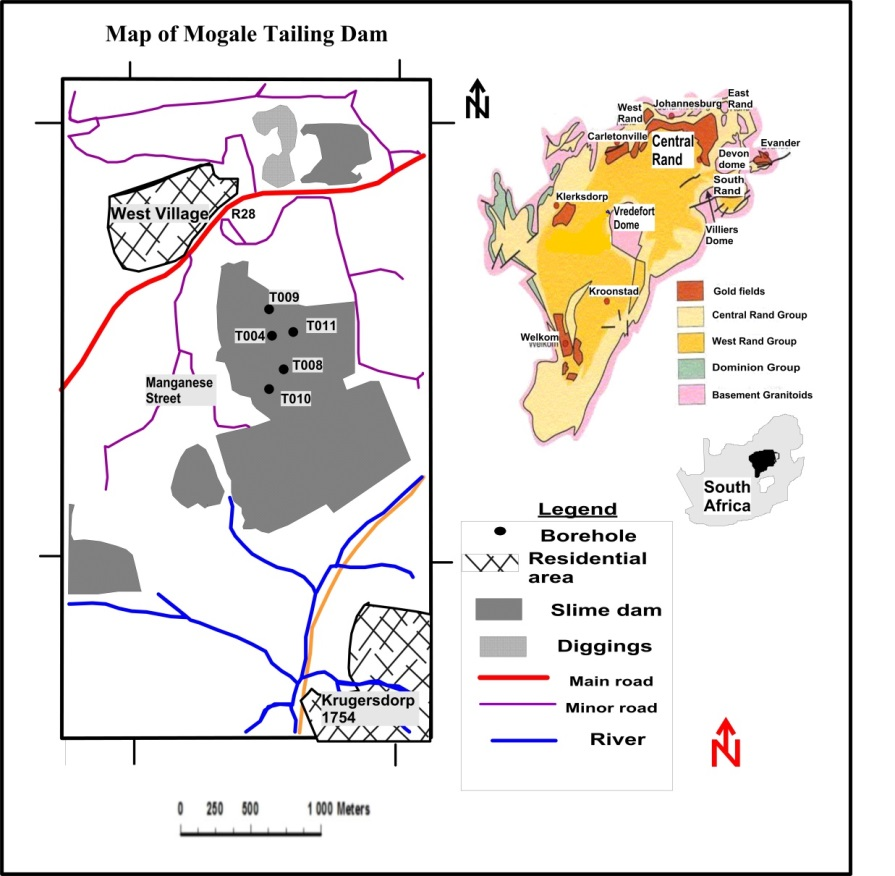 Map of Mogale Tailing Dam
West Village
R28
T009
T011
T004
T008
T010
Manganese
Street
Krugersdorp
1754
0 250 500 1 000 Meters
N
East
Rand
West
Rand
Johannesburg
Carletonville
Central
Rand
Evander
Devon
dome
South
Rand
Klerksdorp
Vredefort
Dome
Villiers
Dome
Kroonstad
Welkom
Welkom
Gold fields
Central Rand Group
West Rand Group
Dominion Group
Basement Granitoids
South
Africa
Legend
Borehole
Residential
area
Slime dam
Diggings
Main road
Minor road
River
N